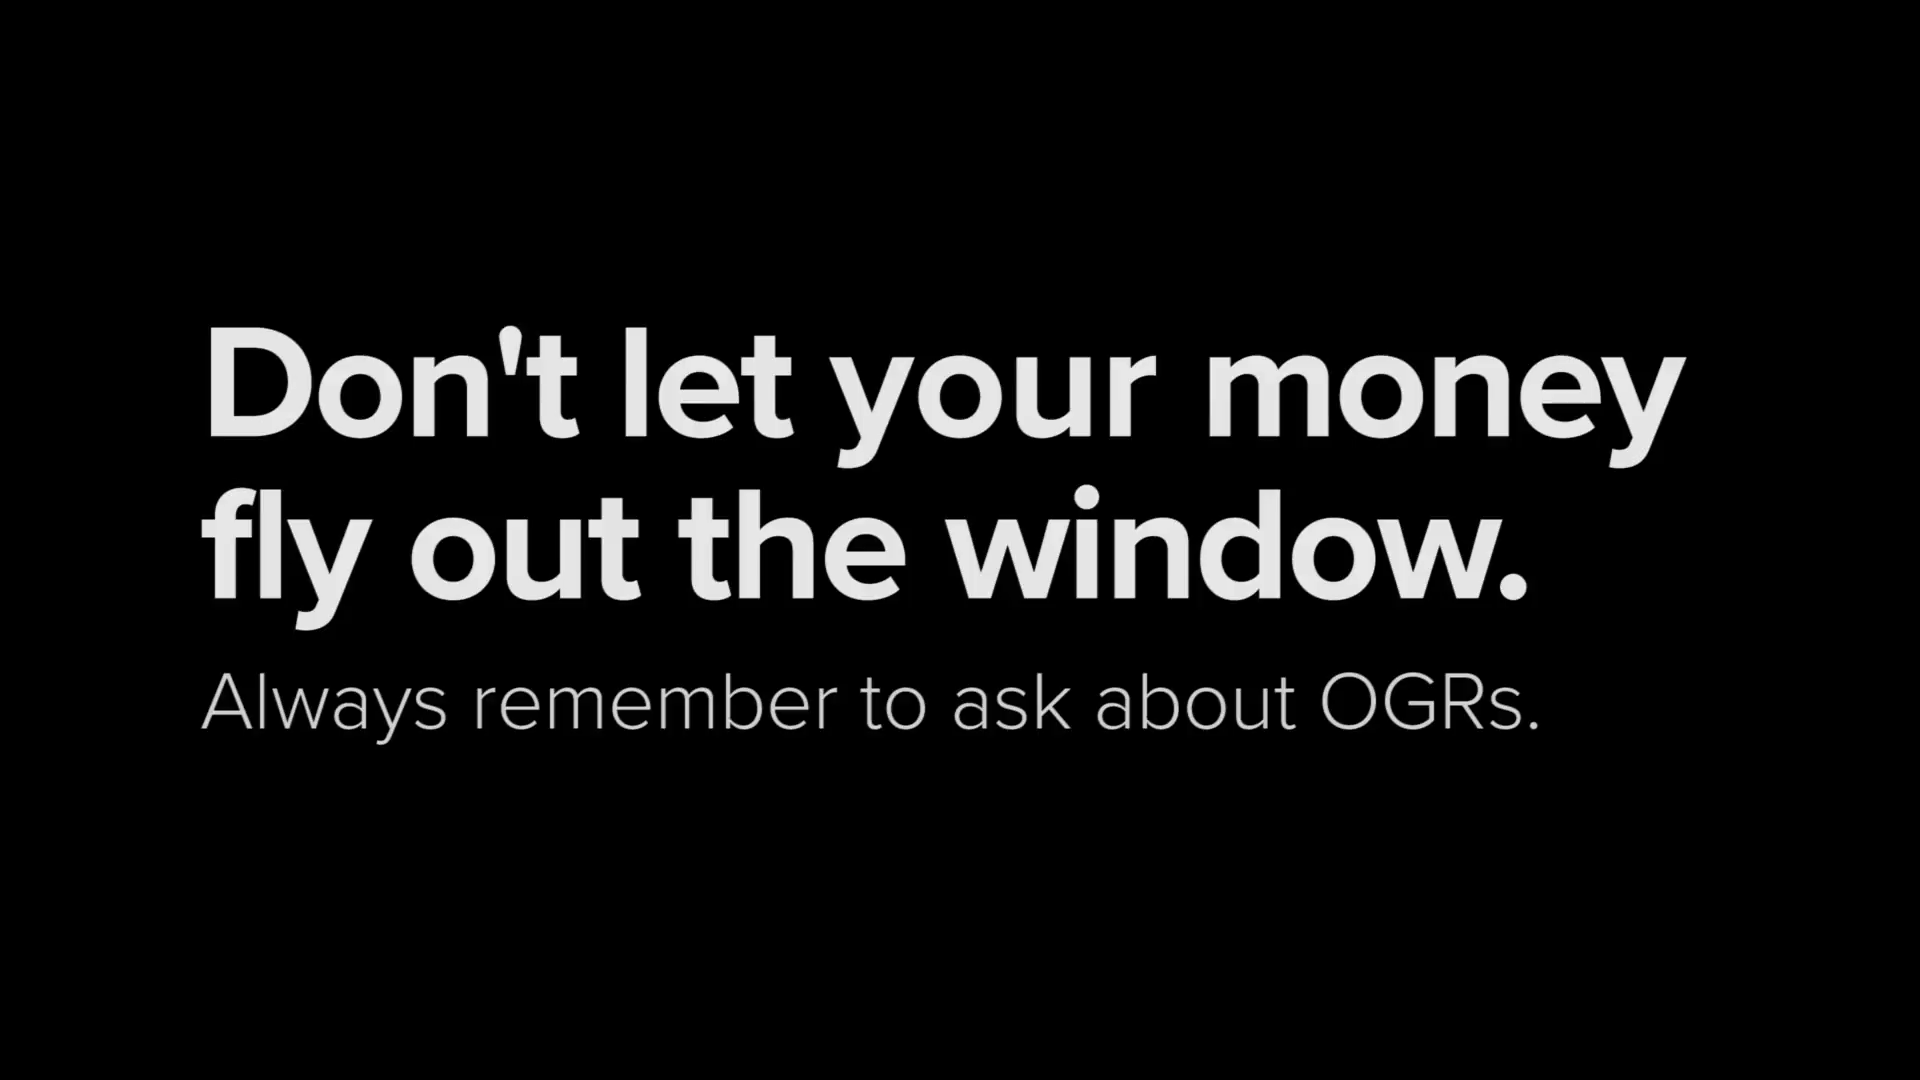 Don't let your money
fly out the window.
Always remember to ask about OGRs.